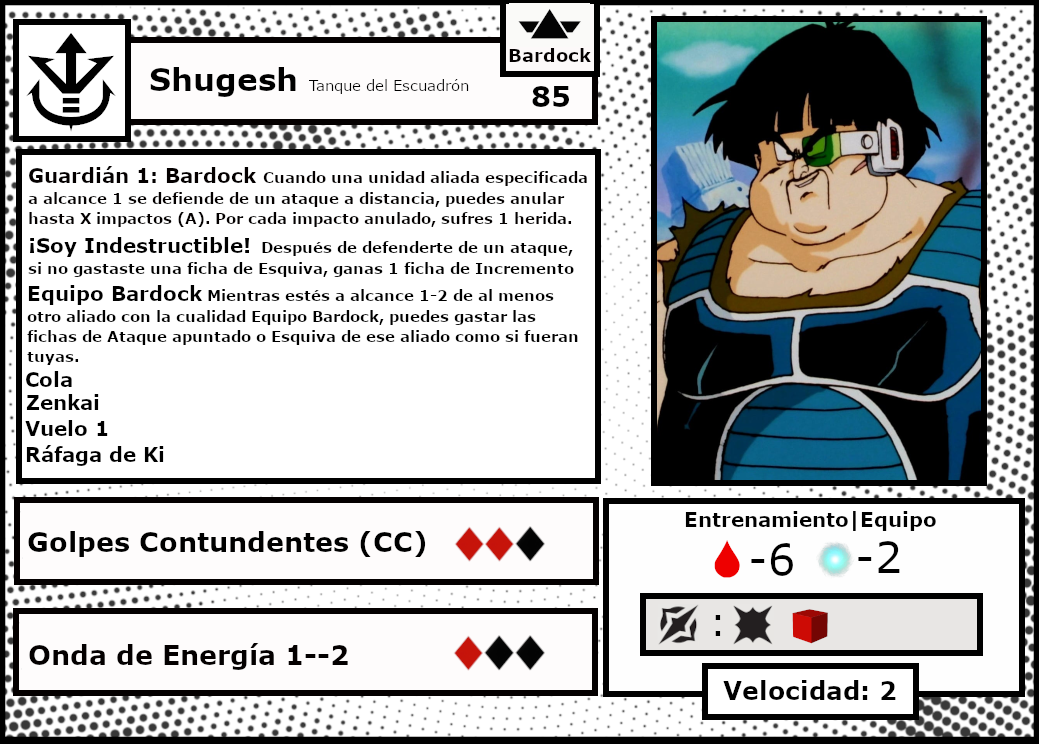 Bardock
Shugesh Tanque del Escuadrón
85
Guardián 1: Bardock Cuando una unidad aliada especificada
a alcance 1 se defiende de un ataque a distancia, puedes anular
hasta X impactos (A). Por cada impacto anulado, sufres 1 herida.
¡Soy Indestructible! Después de defenderte de un ataque,
si no gastaste una ficha de Esquiva, ganas 1 ficha de Incremento
Equipo Bardock Mientras estés a alcance 1-2 de al menos
otro aliado con la cualidad Equipo Bardock, puedes gastar las
fichas de Ataque apuntado o Esquiva de ese aliado como si fueran
tuyas.
Cola
Zenkai
Vuelo 1
Ráfaga de Ki
Golpes Contundentes (CC)
Onda de Energía 1--2
Entrenamiento|Equipo
-6 -2
:
Velocidad: 2